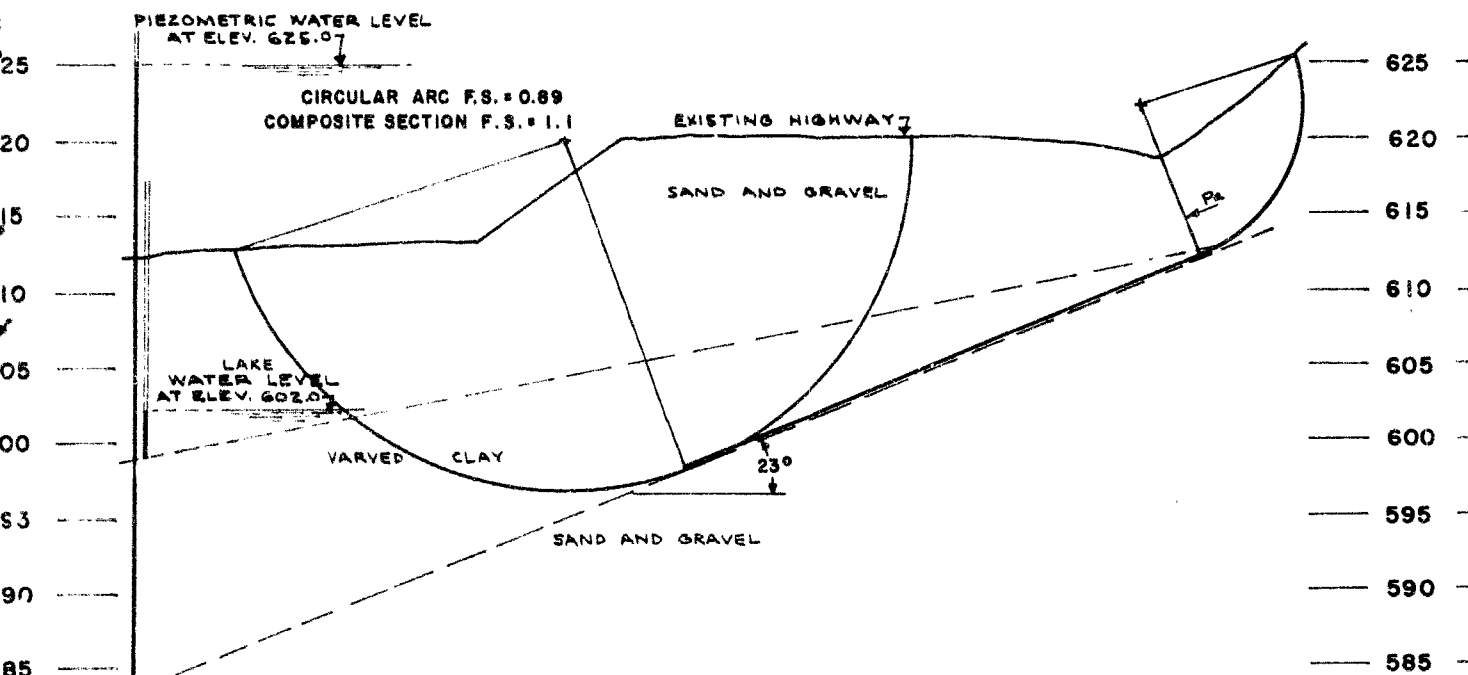 PIEZOMETRIC WATER LEVEL
AT ELEV. 625.0
CIRCULAR ARC F.S. = 0.89
COMPOSITE SECTION F.S. = 1.1
EXISTING HIGHWAY
SAND AND GRAVEL
Pa
LAKE
WATER LEVEL
AT ELEV. 602.0
VARVED CLAY
23°
SAND AND GRAVEL
25
20
15
10
05
00
90
85
625
620
615
610
605
600
595
590
585